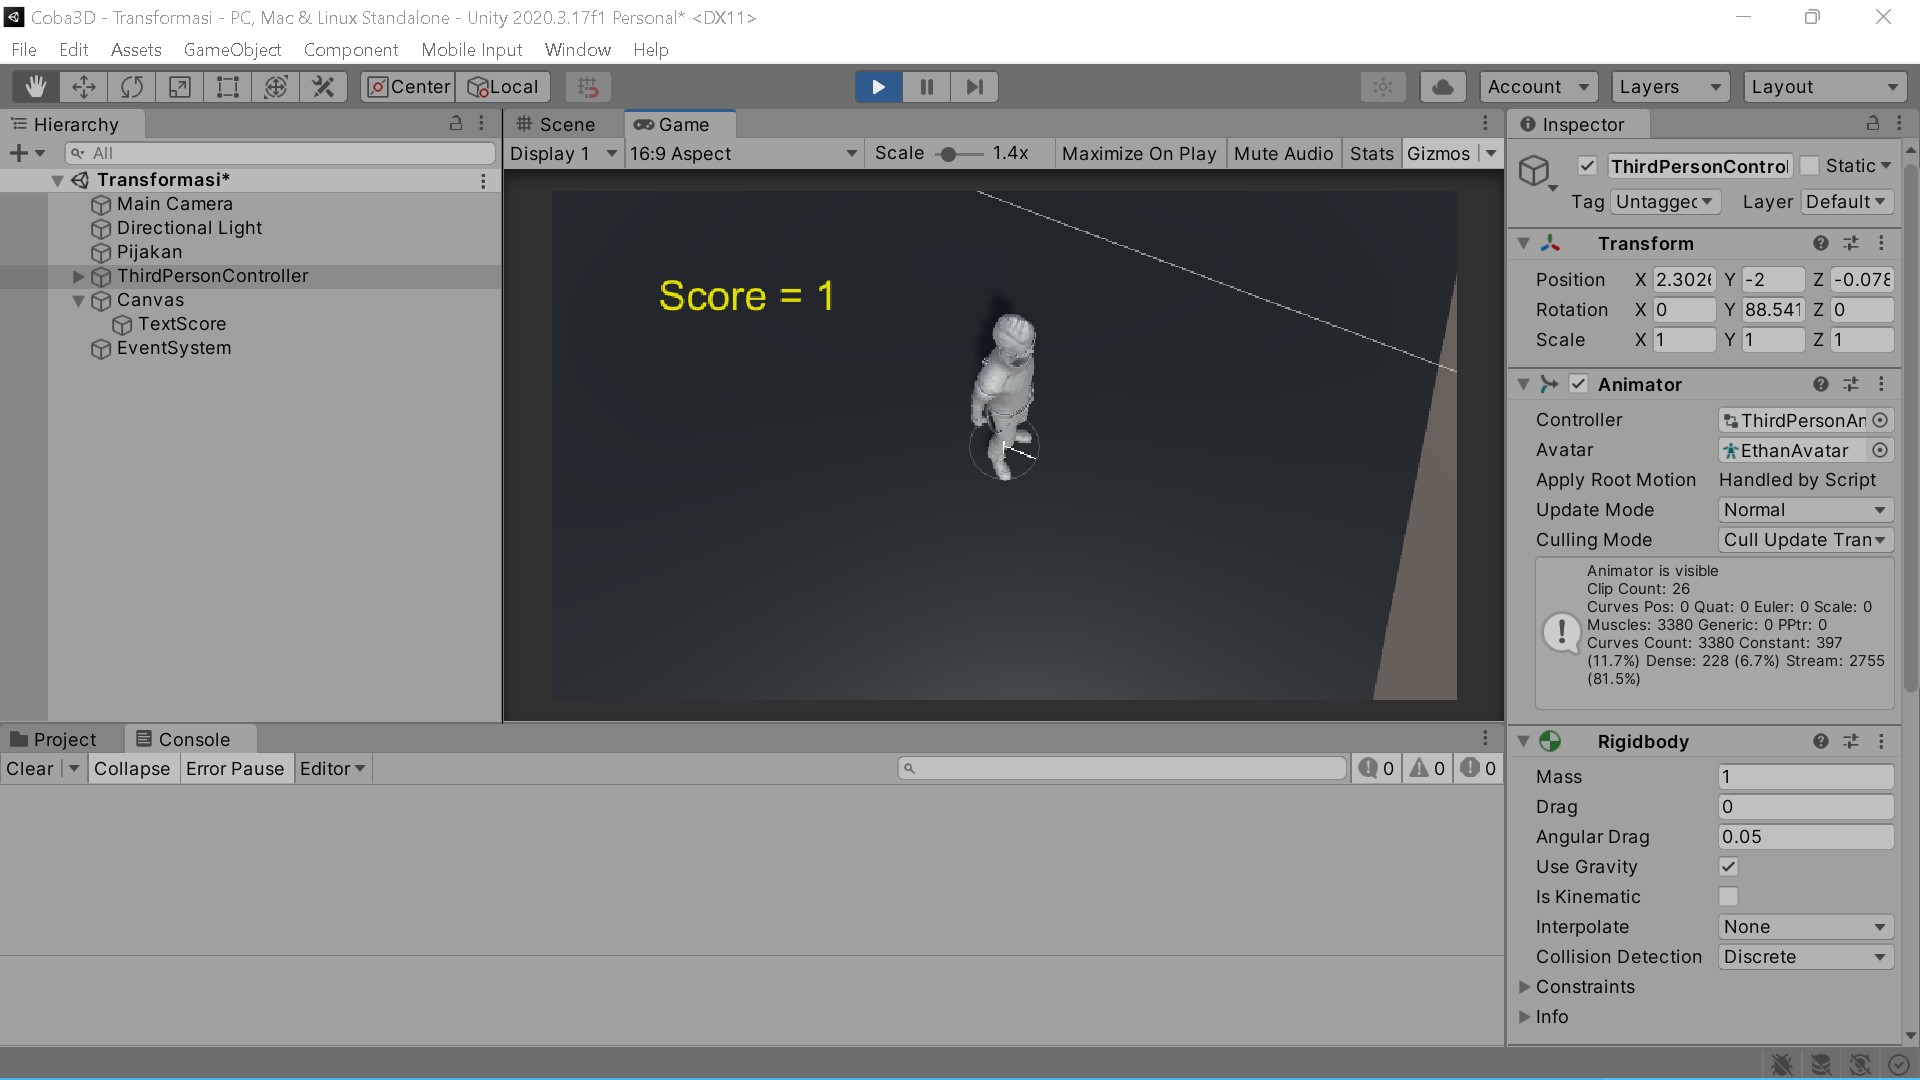 Coba3D - Transformasi - PC, Mac & Linux Standalone - Unity 2020.3.17f1 Personal* <DX11>
File Edit Assets GameObject Component Mobile Input Window Help
Center Local Account Layers Layout
Hierarchy
All
Transformasi*
Main Camera
Directional Light
Pijakan
ThirdPersonController
Canvas
TextScore
EventSystem
Scene Game
Display 1 16:9 Aspect Scale 1.4x Maximize On Play Mute Audio Stats Gizmos
Score = 1
Project Console
Clear Collapse Error Pause Editor 0 0 0
Inspector
ThirdPersonControl Static
Tag Untagged Layer Default
Transform
Position X 2.3026 Y -2 Z -0.078
Rotation X 0 Y 88.541 Z 0
Scale X 1 Y 1 Z 1
Animator
Controller ThirdPersonAn
Avatar EthanAvatar
Apply Root Motion Handled by Script
Update Mode Normal
Culling Mode Cull Update Tran
Animator is visible
Clip Count: 26
Curves Pos: 0 Quat: 0 Euler: 0 Scale: 0
Muscles: 3380 Generic: 0 PPtr: 0
Curves Count: 3380 Constant: 397
(11.7%) Dense: 228 (6.7%) Stream: 2755
(81.5%)
Rigidbody
Mass 1
Drag 0
Angular Drag 0.05
Use Gravity
Is Kinematic
Interpolate None
Collision Detection Discrete
Constraints
Info